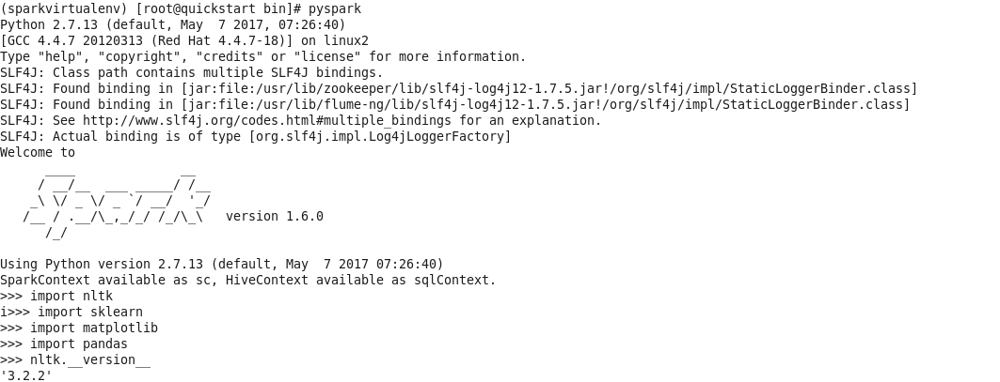 (sparkvirtualenv) [root@quickstart bin]# pyspark
Python 2.7.13 (default, May  7 2017, 07:26:40)
[GCC 4.4.7 20120313 (Red Hat 4.4.7-18)] on linux2
Type "help", "copyright", "credits" or "license" for more information.
SLF4J: Class path contains multiple SLF4J bindings.
SLF4J: Found binding in [jar:file:/usr/lib/zookeeper/lib/slf4j-log4j12-1.7.5.jar!/org/slf4j/impl/StaticLoggerBinder.class]
SLF4J: Found binding in [jar:file:/usr/lib/flume-ng/lib/slf4j-log4j12-1.7.5.jar!/org/slf4j/impl/StaticLoggerBinder.class]
SLF4J: See http://www.slf4j.org/codes.html#multiple_bindings for an explanation.
SLF4J: Actual binding is of type [org.slf4j.impl.Log4jLoggerFactory]
Welcome to
      ____              __
     / __/__  ___ _____/ /__
    _\ \/ _ \/ _ `/ __/  '_/
   /__ / .__/\_,_/_/ /_/\_\   version 1.6.0
      /_/

Using Python version 2.7.13 (default, May  7 2017 07:26:40)
SparkContext available as sc, HiveContext available as sqlContext.
>>> import nltk
i>>> import sklearn
>>> import matplotlib
>>> import pandas
>>> nltk.__version__
'3.2.2'